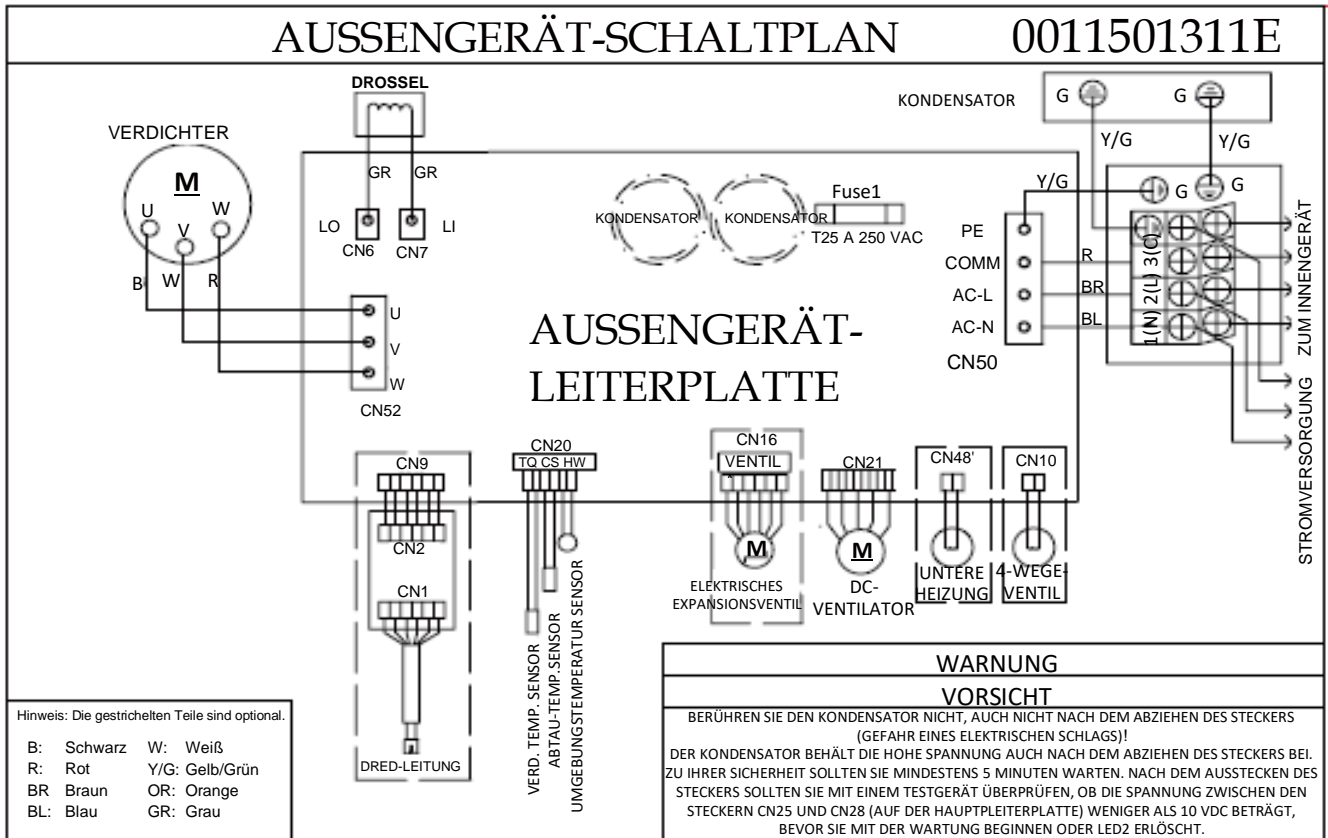 AUSSENGERÄT-SCHALTPLAN 0011501311E
DROSSEL
KONDENSATOR G G
VERDICHTER
Y/G Y/G
M
GR GR
Y/G G G
Fuse1
KONDENSATOR KONDENSATOR
T25 A 250 VAC
U V W
LO LI
CN6 CN7
PE
COMM R 3(C)
AC-L BR 2(L)
AC-N BL 1(N)
CN50
ZUM INNENGERÄT
STROMVERSORGUNG
B W R
U
V
W
CN52
AUSSENGERÄT-
LEITERPLATTE
CN9
CN2
CN1
DRED-LEITUNG
CN20
TQ CS HW
VERD. TEMP. SENSOR
ABTAU-TEMP.SENSOR
UMGEBUNGSTEMPERATUR SENSOR
CN16
VENTIL
*
M
ELEKTRISCHES
EXPANSIONSVENTIL
CN21
M
DC-
VENTILATOR
CN48'
UNTERE
HEIZUNG
CN10
4-WEGE-
VENTIL
Hinweis: Die gestrichelten Teile sind optional.
B: Schwarz W: Weiß
R: Rot Y/G: Gelb/Grün
BR Braun OR: Orange
BL: Blau GR: Grau
WARNUNG
VORSICHT
BERÜHREN SIE DEN KONDENSATOR NICHT, AUCH NICHT NACH DEM ABZIEHEN DES STECKERS
(GEFAHR EINES ELEKTRISCHEN SCHLAGS)!
DER KONDENSATOR BEHÄLT DIE HOHE SPANNUNG AUCH NACH DEM ABZIEHEN DES STECKERS BEI.
ZU IHRER SICHERHEIT SOLLTEN SIE MINDESTENS 5 MINUTEN WARTEN. NACH DEM AUSSTECKEN DES
STECKERS SOLLTEN SIE MIT EINEM TESTGERÄT ÜBERPRÜFEN, OB DIE SPANNUNG ZWISCHEN DEN
STECKERN CN25 UND CN28 (AUF DER HAUPTPLEITERPLATTE) WENIGER ALS 10 VDC BETRÄGT,
BEVOR SIE MIT DER WARTUNG BEGINNEN ODER LED2 ERLÖSCHT.